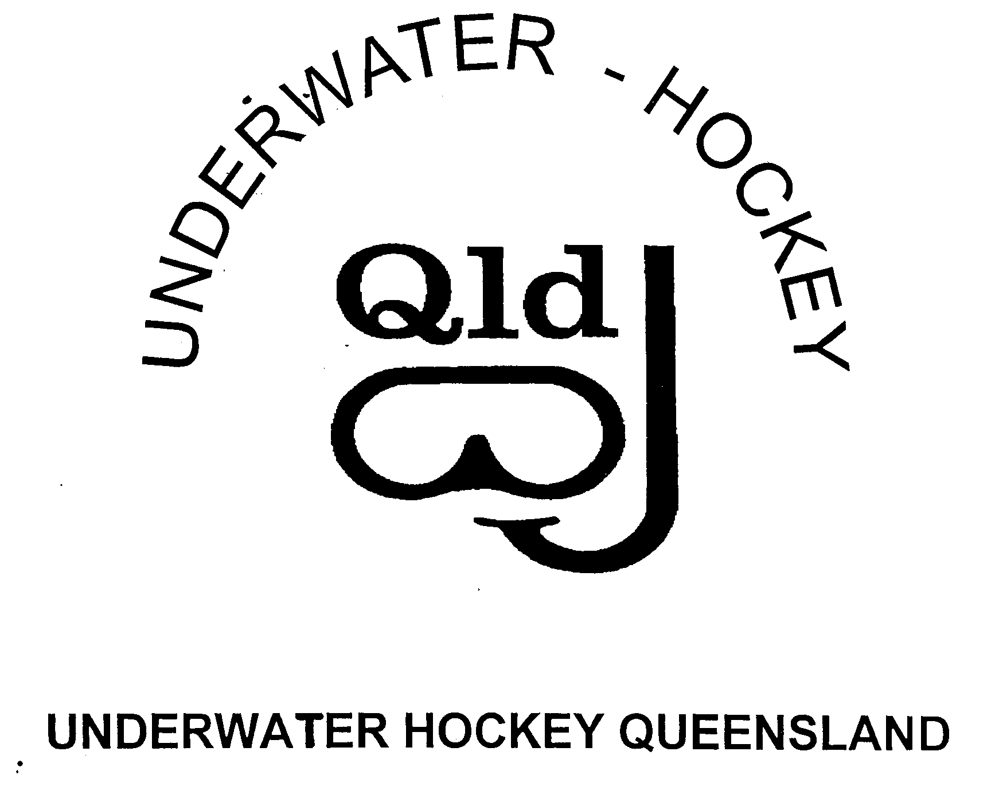 UNDERWATER - HOCKEY
Qld
UNDERWATER HOCKEY QUEENSLAND